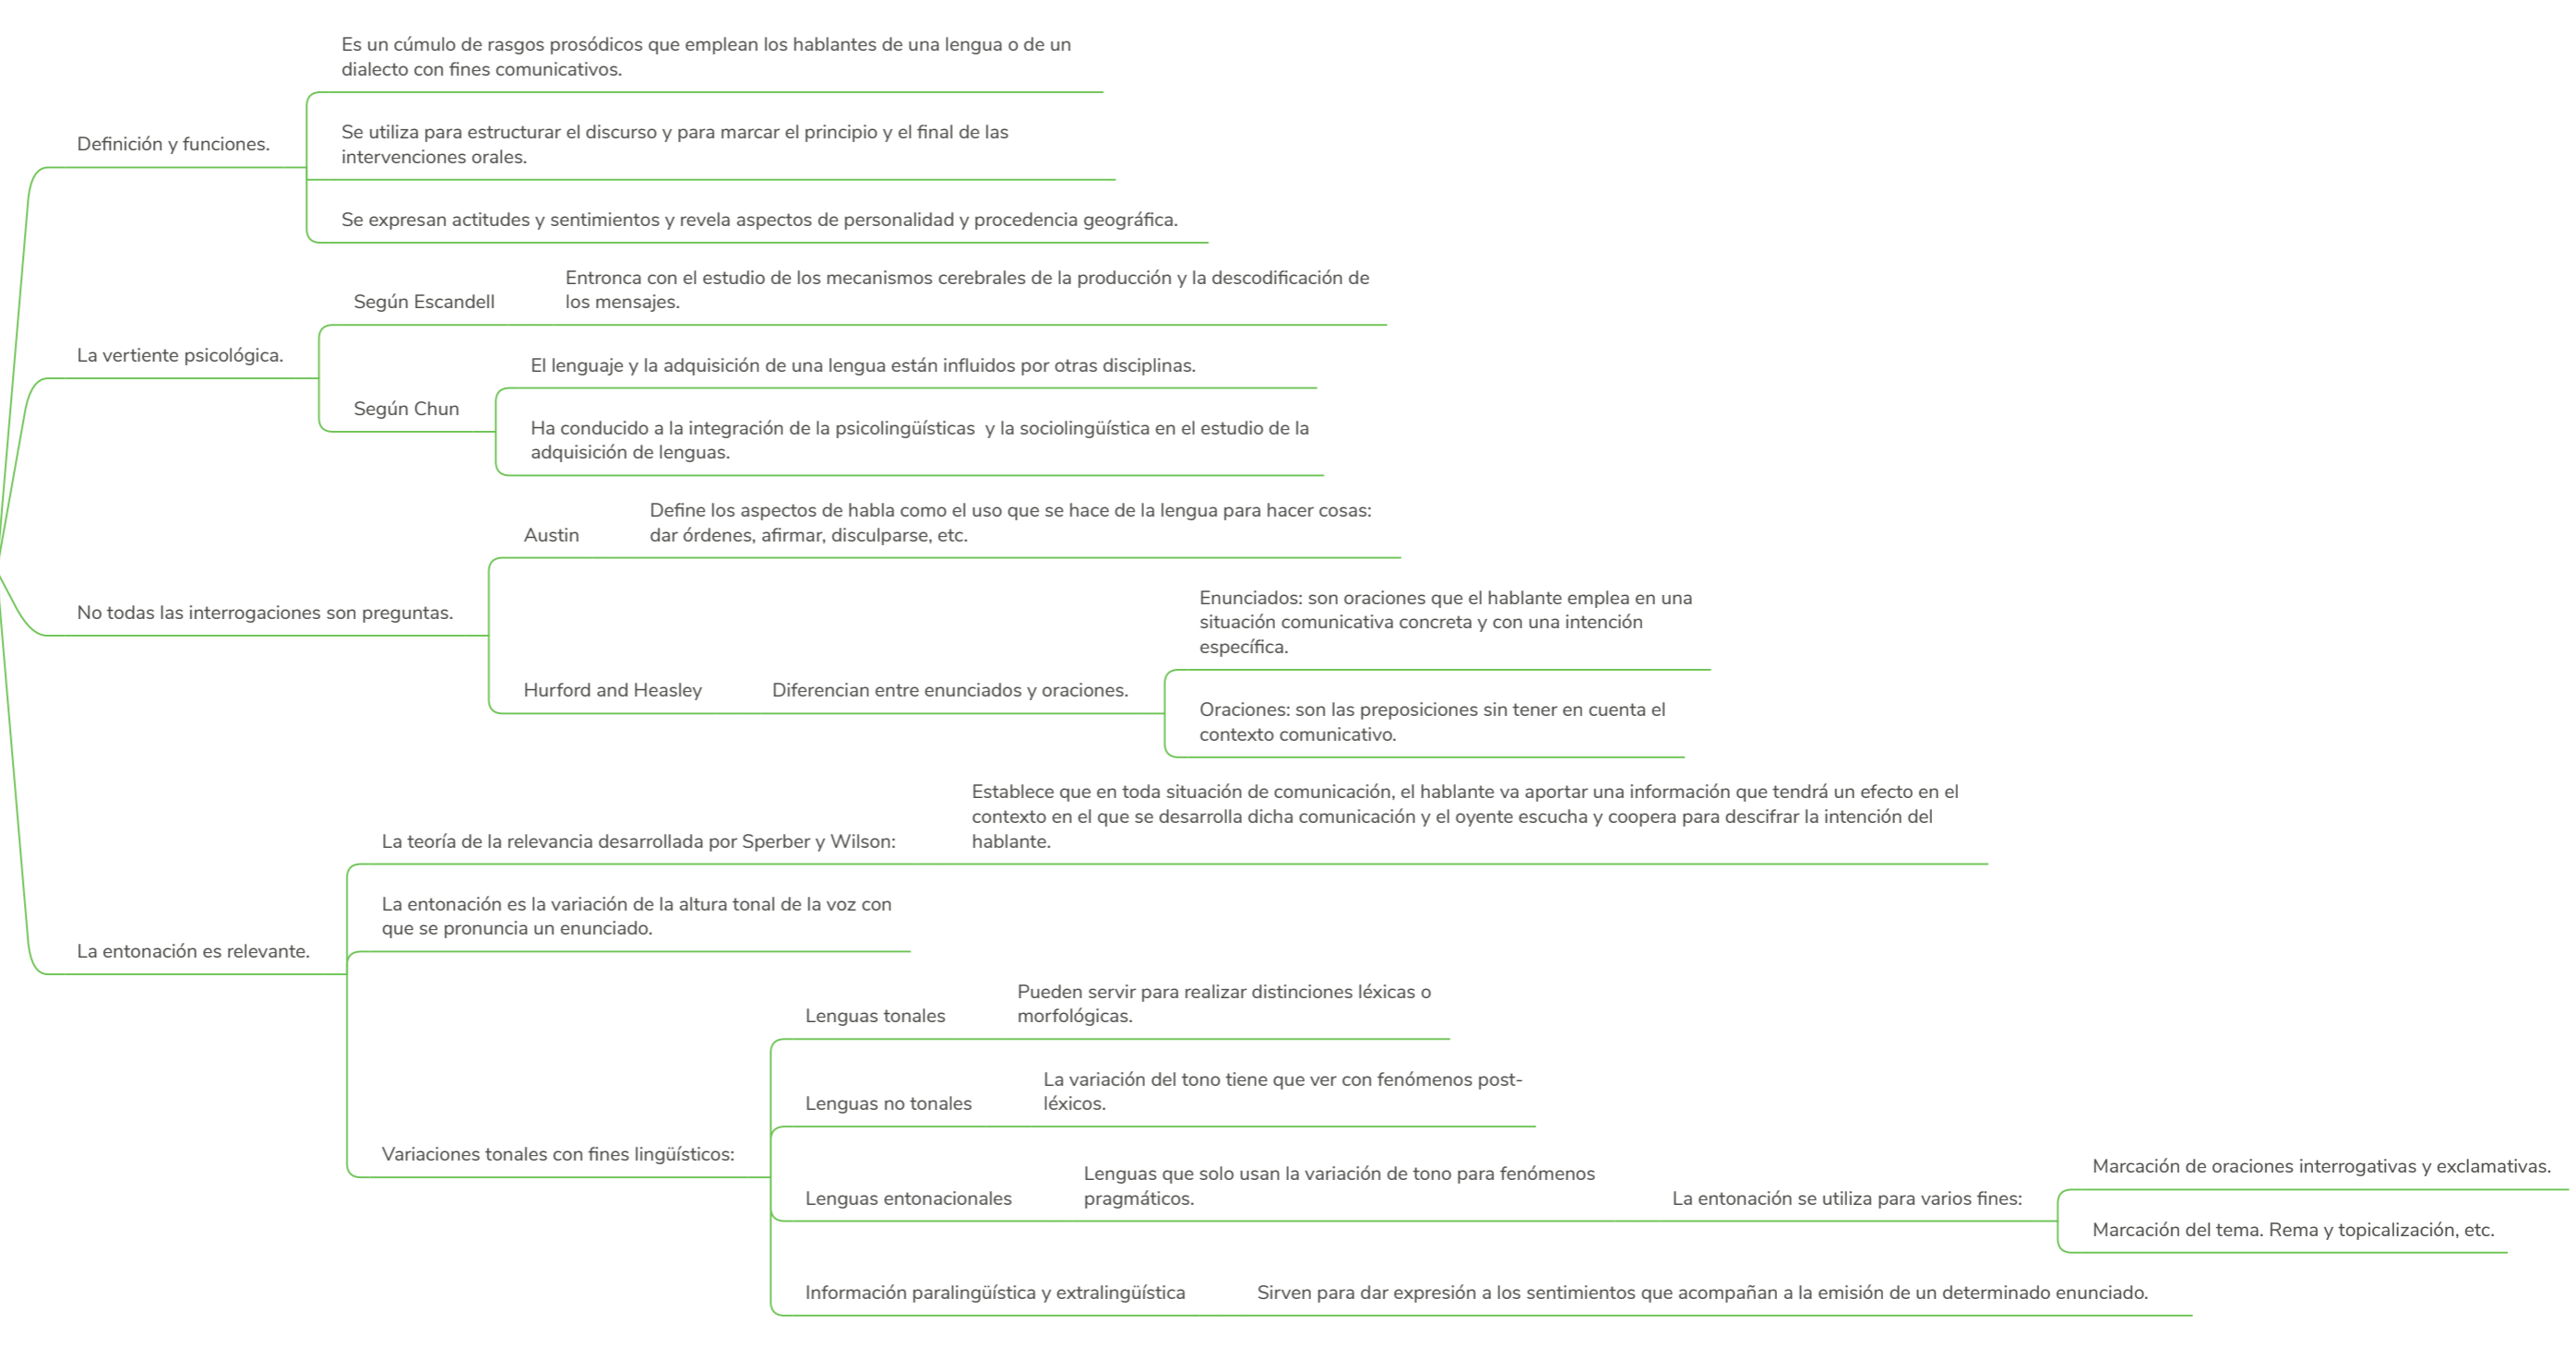 Es un cúmulo de rasgos prosódicos que emplean los hablantes de una lengua o de un
dialecto con fines comunicativos.
Definición y funciones.
Se utiliza para estructurar el discurso y para marcar el principio y el final de las
intervenciones orales.
Se expresan actitudes y sentimientos y revela aspectos de personalidad y procedencia geográfica.
La vertiente psicológica.
Según Escandell
Entronca con el estudio de los mecanismos cerebrales de la producción y la descodificación de
los mensajes.
Según Chun
El lenguaje y la adquisición de una lengua están influidos por otras disciplinas.
Ha conducido a la integración de la psicolingüísticas  y la sociolingüística en el estudio de la
adquisición de lenguas.
No todas las interrogaciones son preguntas.
Austin
Define los aspectos de habla como el uso que se hace de la lengua para hacer cosas:
dar órdenes, afirmar, disculparse, etc.
Hurford and Heasley
Diferencian entre enunciados y oraciones.
Enunciados: son oraciones que el hablante emplea en una
situación comunicativa concreta y con una intención
específica.
Oraciones: son las preposiciones sin tener en cuenta el
contexto comunicativo.
La entonación es relevante.
La teoría de la relevancia desarrollada por Sperber y Wilson:
Establece que en toda situación de comunicación, el hablante va aportar una información que tendrá un efecto en el
contexto en el que se desarrolla dicha comunicación y el oyente escucha y coopera para descifrar la intención del
hablante.
La entonación es la variación de la altura tonal de la voz con
que se pronuncia un enunciado.
Variaciones tonales con fines lingüísticos:
Lenguas tonales
Pueden servir para realizar distinciones léxicas o
morfológicas.
Lenguas no tonales
La variación del tono tiene que ver con fenómenos post-
léxicos.
Lenguas entonacionales
Lenguas que solo usan la variación de tono para fenómenos
pragmáticos.
La entonación se utiliza para varios fines:
Marcación de oraciones interrogativas y exclamativas.
Marcación del tema. Rema y topicalización, etc.
Información paralingüística y extralingüística
Sirven para dar expresión a los sentimientos que acompañan a la emisión de un determinado enunciado.